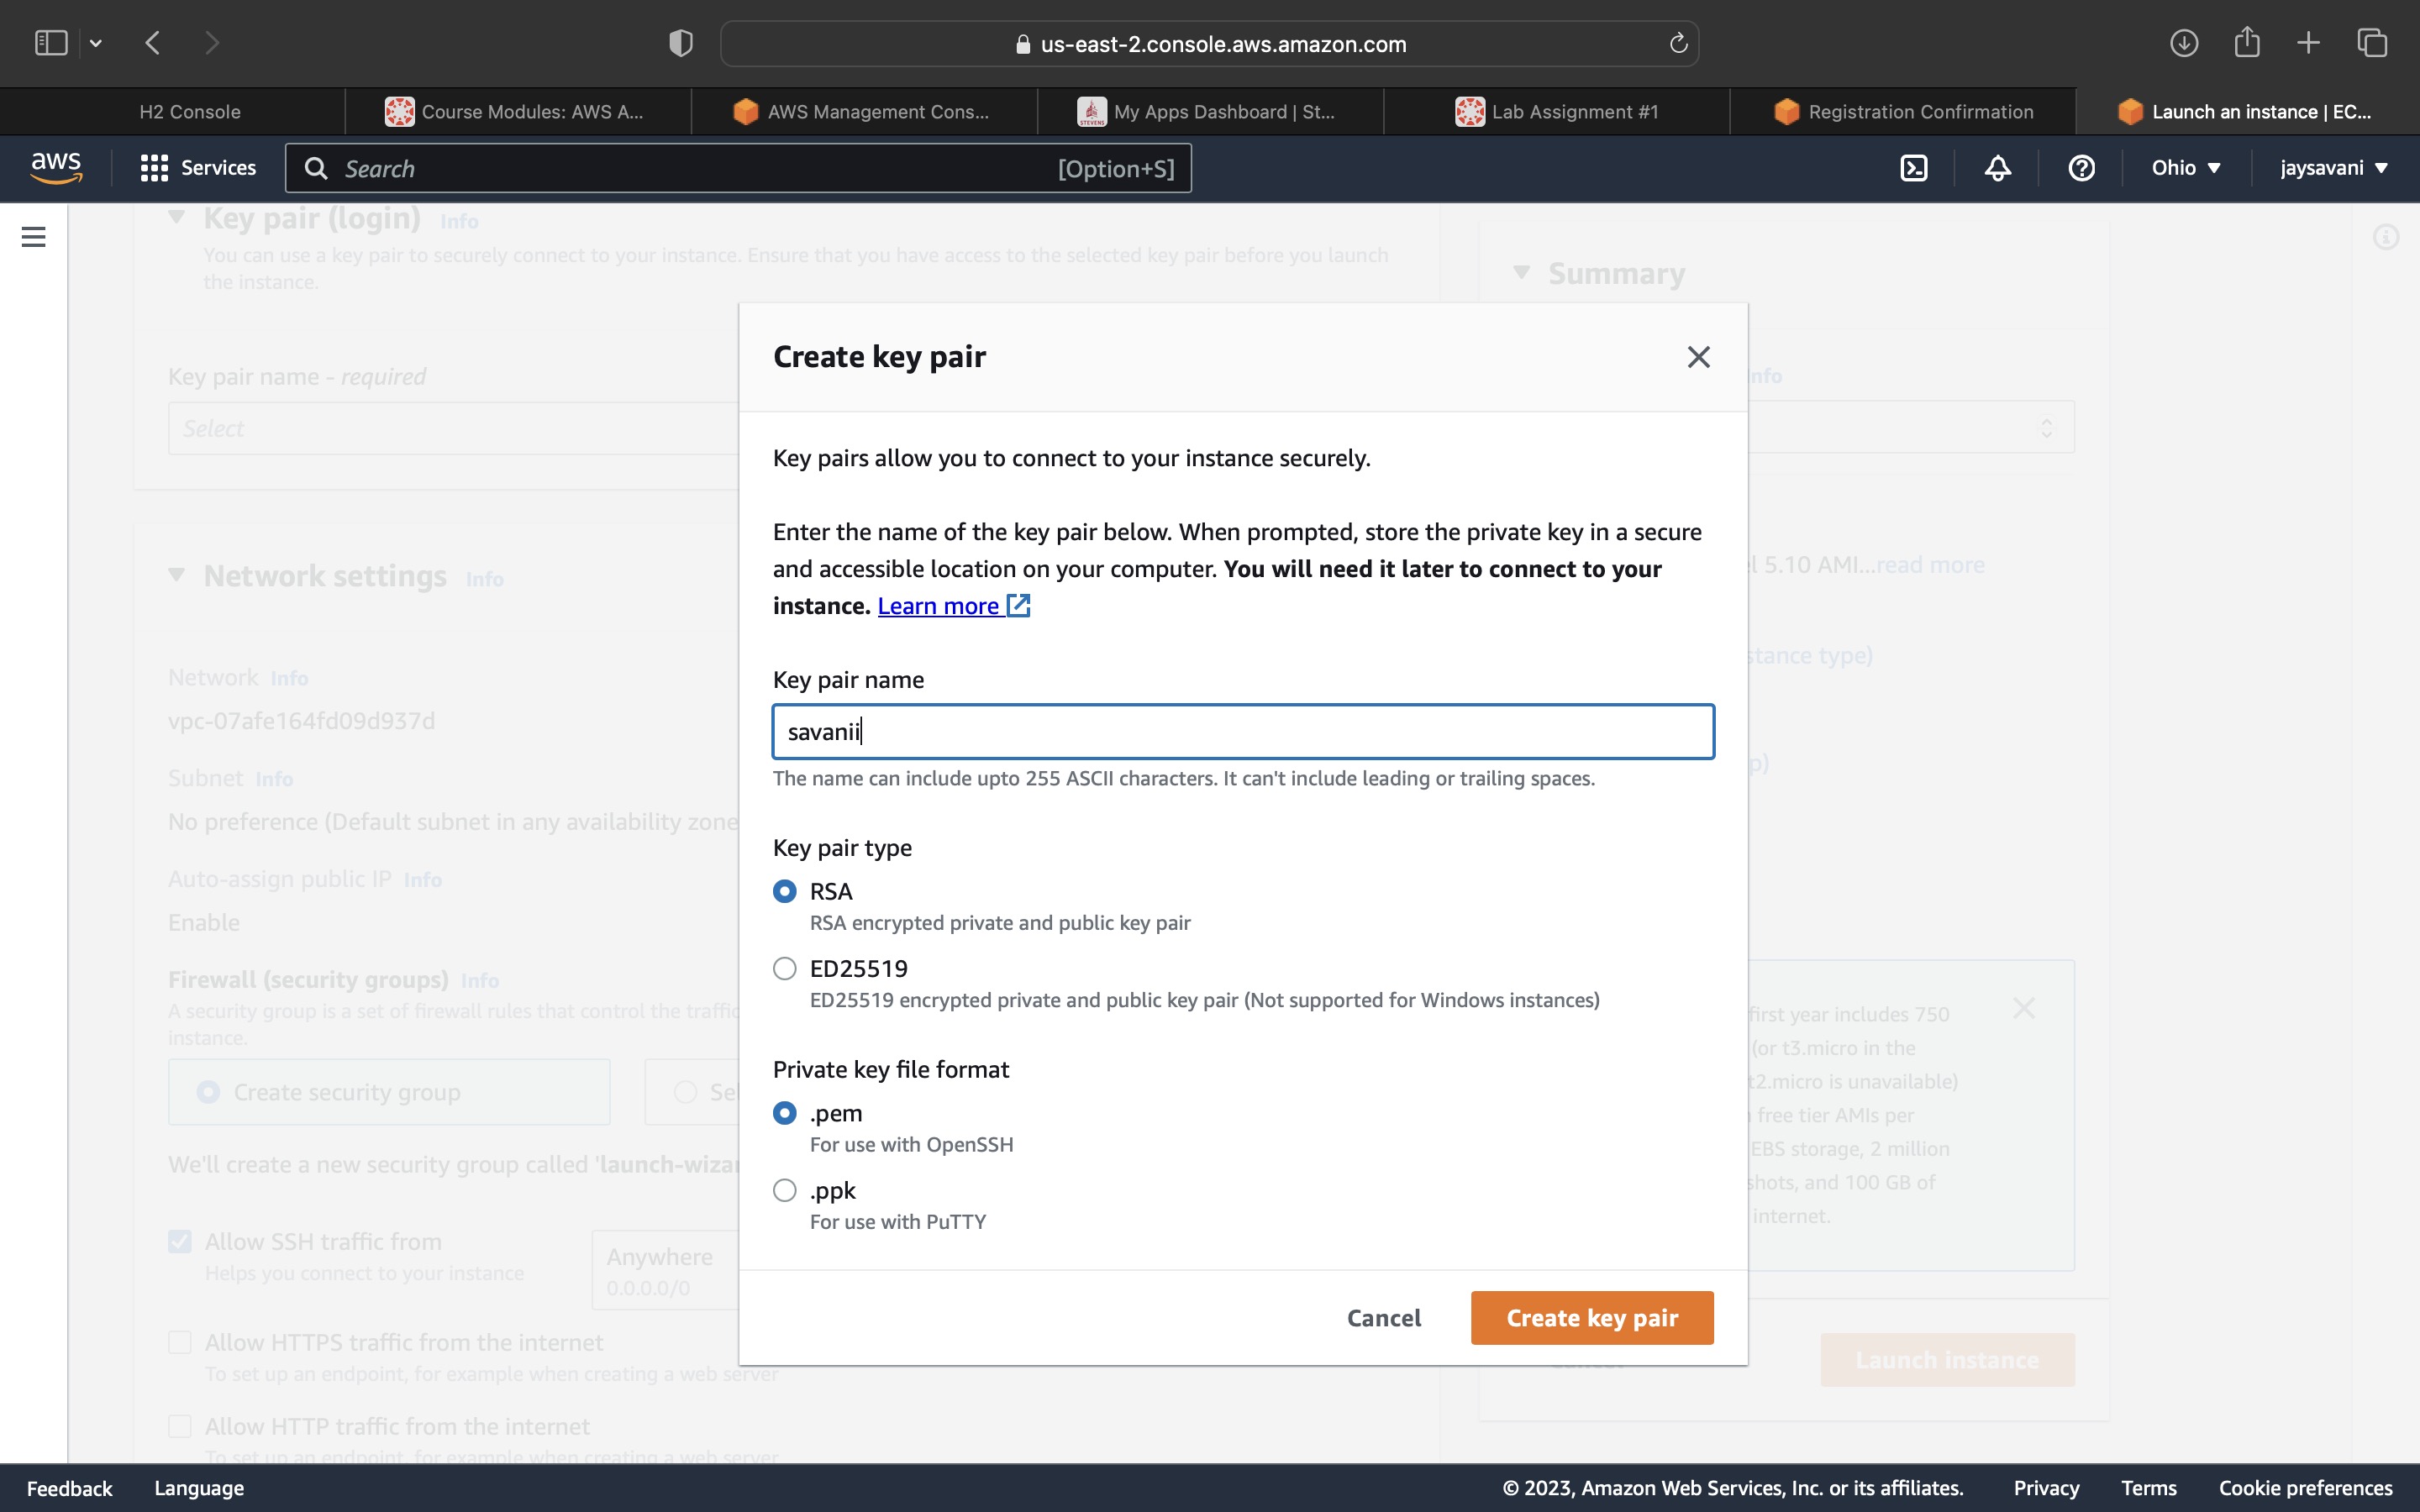 us-east-2.console.aws.amazon.com
H2 Console
Course Modules: AWS A...
AWS Management Cons...
STEVENS
My Apps Dashboard | St...
Lab Assignment #1
Registration Confirmation
Launch an instance | EC...
aws
Services
Search
[Option+S]
Ohio
jaysavani
Key pair (login) Info
You can use a key pair to securely connect to your instance. Ensure that you have access to the selected key pair before you launch
the instance.
Key pair name - required
Select
Network settings Info
Network Info
vpc-07afe164fd09d937d
Subnet Info
No preference (Default subnet in any availability zone
Auto-assign public IP Info
Enable
Firewall (security groups) Info
A security group is a set of firewall rules that control the traffic
instance.
Create security group
Sel
We'll create a new security group called 'launch-wizar
Allow SSH traffic from
Helps you connect to your instance
Anywhere
0.0.0.0/0
Allow HTTPS traffic from the internet
To set up an endpoint, for example when creating a web server
Allow HTTP traffic from the internet
To set up an endpoint, for example when creating a web server
Create key pair
Key pairs allow you to connect to your instance securely.
Enter the name of the key pair below. When prompted, store the private key in a secure
and accessible location on your computer. You will need it later to connect to your
instance. Learn more
Key pair name
savanii
The name can include upto 255 ASCII characters. It can't include leading or trailing spaces.
Key pair type
RSA
RSA encrypted private and public key pair
ED25519
ED25519 encrypted private and public key pair (Not supported for Windows instances)
Private key file format
.pem
For use with OpenSSH
.ppk
For use with PuTTY
Cancel
Create key pair
Summary
Info
l 5.10 AMI...read more
stance type)
p)
first year includes 750
(or t3.micro in the
t2.micro is unavailable)
free tier AMIs per
EBS storage, 2 million
shots, and 100 GB of
internet.
Launch instance
Feedback
Language
© 2023, Amazon Web Services, Inc. or its affiliates.
Privacy
Terms
Cookie preferences